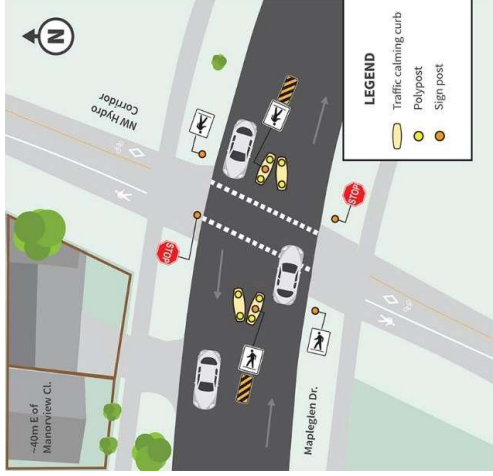 N
NW Hydro
Corridor
STOP
STOP
~40m E of
Manorview Cl.
Mapleglen Dr.
LEGEND
Traffic calming curb
Polypost
Sign post